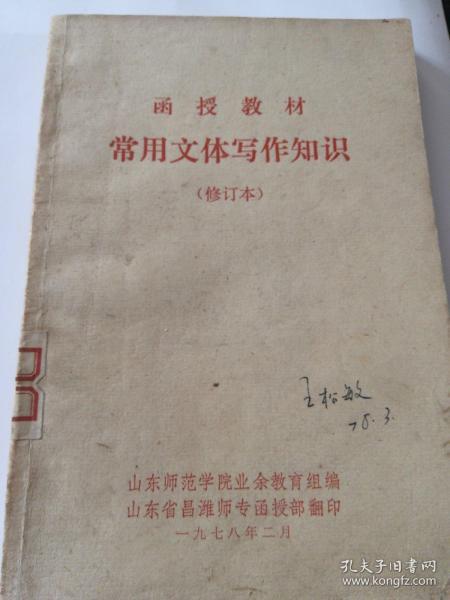 函授教材
常用文体写作知识
(修订本)
王松敏
78.3.
山东师范学院业余教育组编
山东省昌潍师专函授部翻印
一九七八年二月
孔夫子旧书网
www.kongfz.com